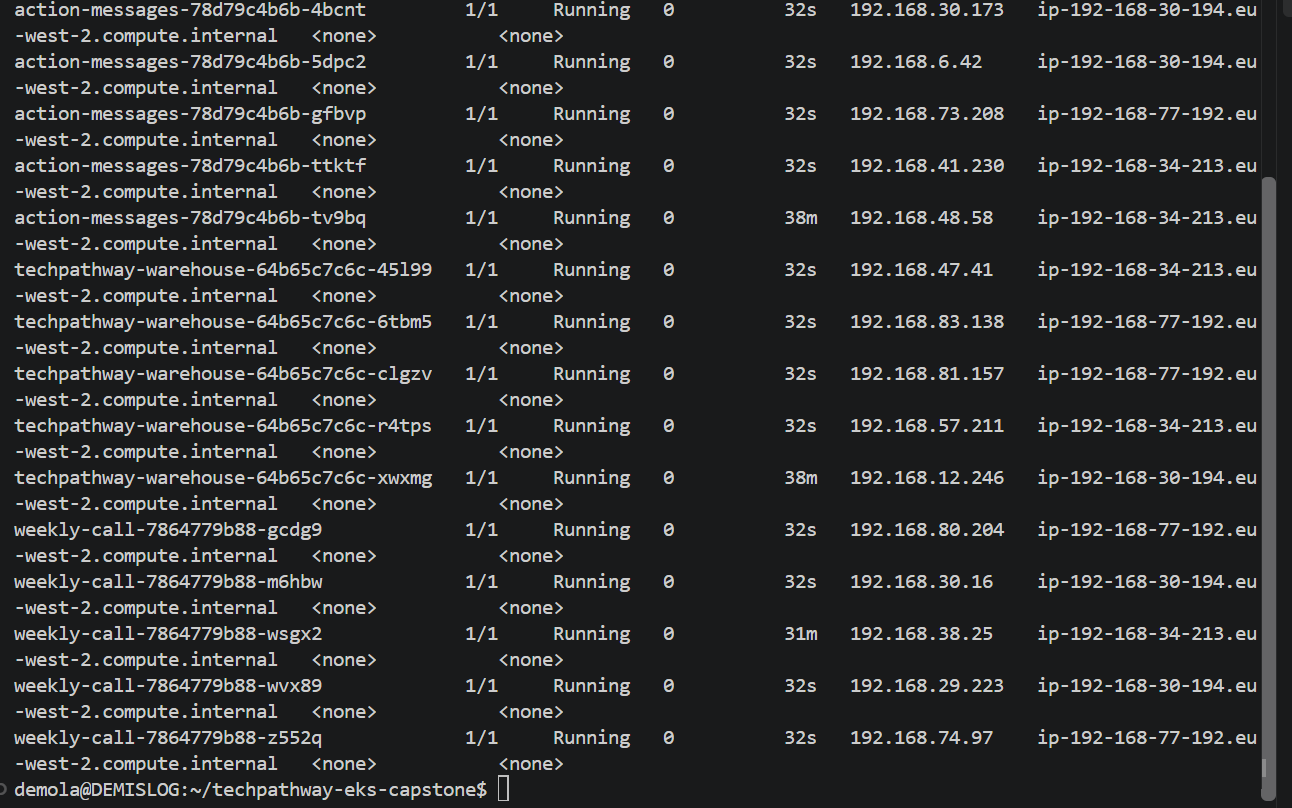 action-messages-78d79c4b6b-4bcnt 1/1 Running 0 32s 192.168.30.173 ip-192-168-30-194.eu
-west-2.compute.internal <none> <none>
action-messages-78d79c4b6b-5dpc2 1/1 Running 0 32s 192.168.6.42 ip-192-168-30-194.eu
-west-2.compute.internal <none> <none>
action-messages-78d79c4b6b-gfbvp 1/1 Running 0 32s 192.168.73.208 ip-192-168-77-192.eu
-west-2.compute.internal <none> <none>
action-messages-78d79c4b6b-ttktf 1/1 Running 0 32s 192.168.41.230 ip-192-168-34-213.eu
-west-2.compute.internal <none> <none>
action-messages-78d79c4b6b-tv9bq 1/1 Running 0 38m 192.168.48.58 ip-192-168-34-213.eu
-west-2.compute.internal <none> <none>
techpathway-warehouse-64b65c7c6c-45l99 1/1 Running 0 32s 192.168.47.41 ip-192-168-34-213.eu
-west-2.compute.internal <none> <none>
techpathway-warehouse-64b65c7c6c-6tbm5 1/1 Running 0 32s 192.168.83.138 ip-192-168-77-192.eu
-west-2.compute.internal <none> <none>
techpathway-warehouse-64b65c7c6c-clgzv 1/1 Running 0 32s 192.168.81.157 ip-192-168-77-192.eu
-west-2.compute.internal <none> <none>
techpathway-warehouse-64b65c7c6c-r4tps 1/1 Running 0 32s 192.168.57.211 ip-192-168-34-213.eu
-west-2.compute.internal <none> <none>
techpathway-warehouse-64b65c7c6c-xwxmg 1/1 Running 0 38m 192.168.12.246 ip-192-168-30-194.eu
-west-2.compute.internal <none> <none>
weekly-call-7864779b88-gcdg9 1/1 Running 0 32s 192.168.80.204 ip-192-168-77-192.eu
-west-2.compute.internal <none> <none>
weekly-call-7864779b88-m6hbw 1/1 Running 0 32s 192.168.30.16 ip-192-168-30-194.eu
-west-2.compute.internal <none> <none>
weekly-call-7864779b88-wsgx2 1/1 Running 0 31m 192.168.38.25 ip-192-168-34-213.eu
-west-2.compute.internal <none> <none>
weekly-call-7864779b88-wvx89 1/1 Running 0 32s 192.168.29.223 ip-192-168-30-194.eu
-west-2.compute.internal <none> <none>
weekly-call-7864779b88-z552q 1/1 Running 0 32s 192.168.74.97 ip-192-168-77-192.eu
-west-2.compute.internal <none> <none>
demola@DEMISLOG:~/techpathway-eks-capstone$